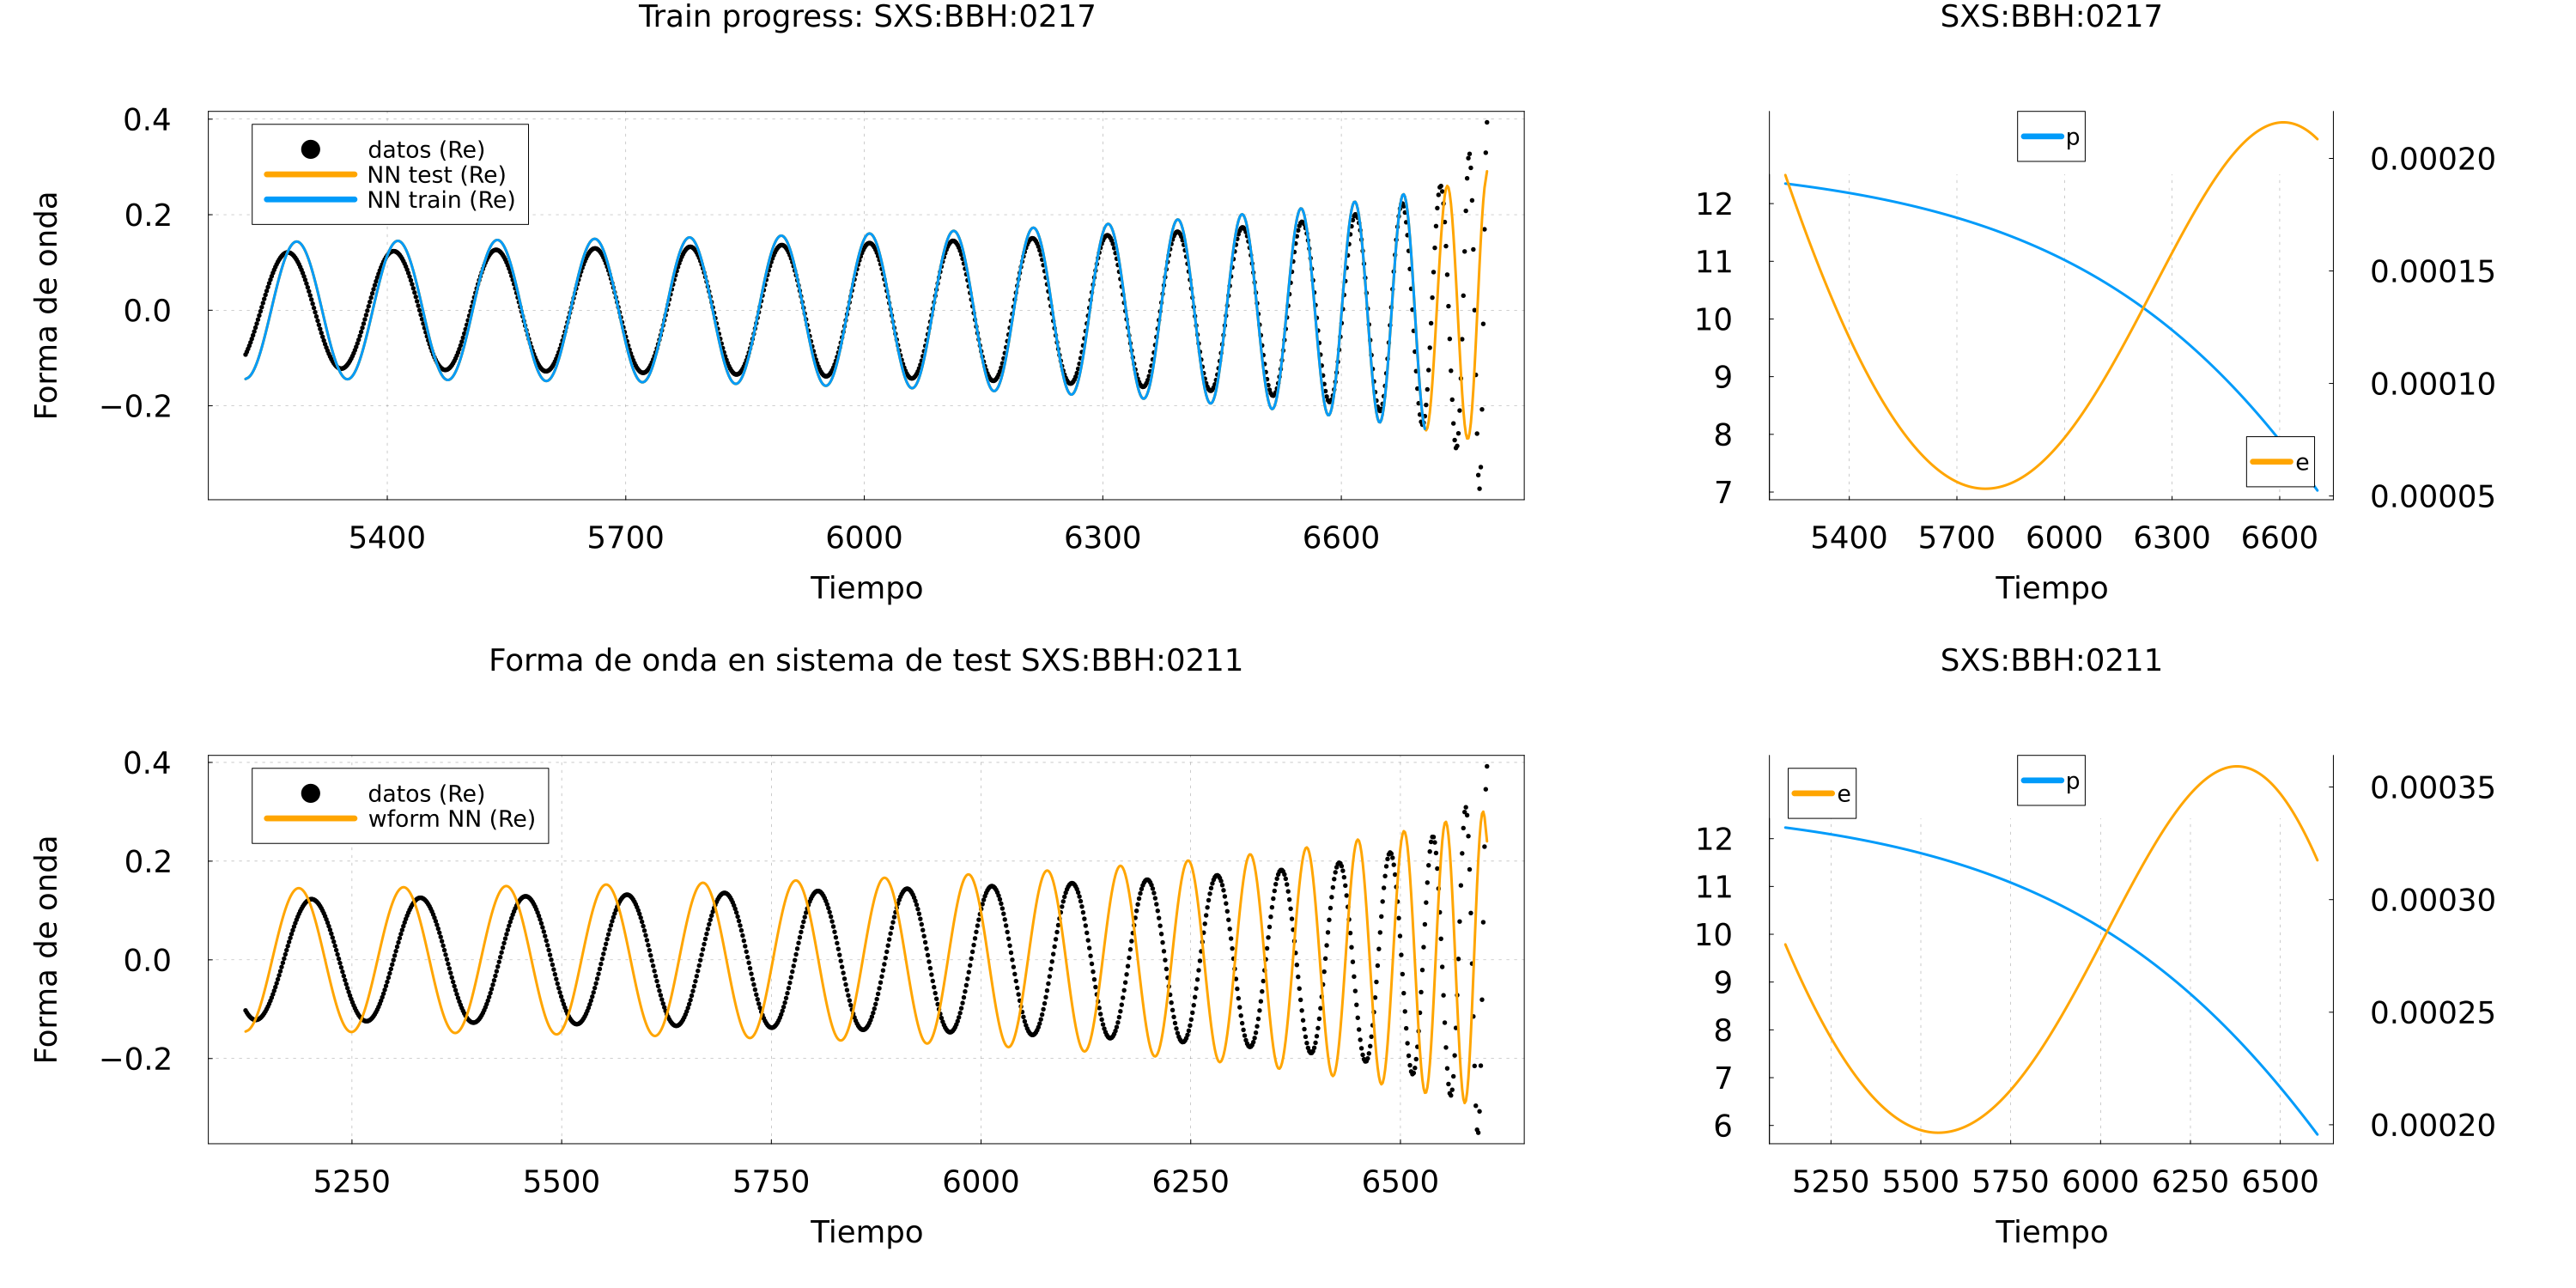 Train progress: SXS:BBH:0217
0.4
0.2
0.0
−0.2
Forma de onda
datos (Re)
NN test (Re)
NN train (Re)
5400 5700 6000 6300 6600
Tiempo
SXS:BBH:0217
12
11
10
9
8
7
p
e
0.00020
0.00015
0.00010
0.00005
5400 5700 6000 6300 6600
Tiempo
Forma de onda en sistema de test SXS:BBH:0211
0.4
0.2
0.0
−0.2
Forma de onda
datos (Re)
wform NN (Re)
5250 5500 5750 6000 6250 6500
Tiempo
SXS:BBH:0211
12
11
10
9
8
7
6
e
p
0.00035
0.00030
0.00025
0.00020
5250 5500 5750 6000 6250 6500
Tiempo